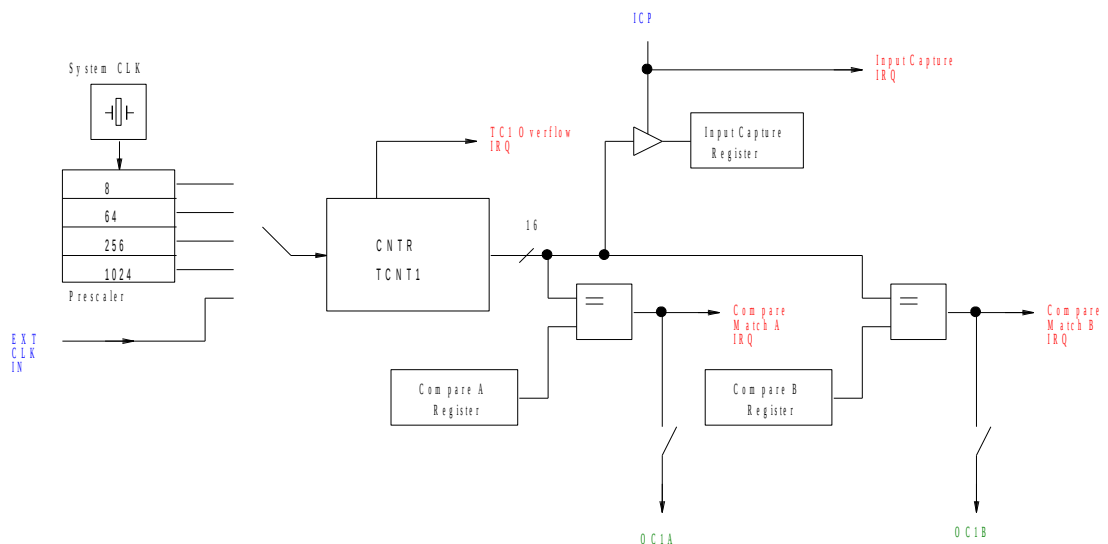 ICP
Input Capture
IRQ
System CLK
TC1 Overflow
IRQ
Input Capture
Register
8
64
256
1024
Prescaler
CNTR
TCNT1
16
EXT
CLK
IN
Compare
Match A
IRQ
Compare
Match B
IRQ
Compare A
Register
Compare B
Register
OC1A
OC1B